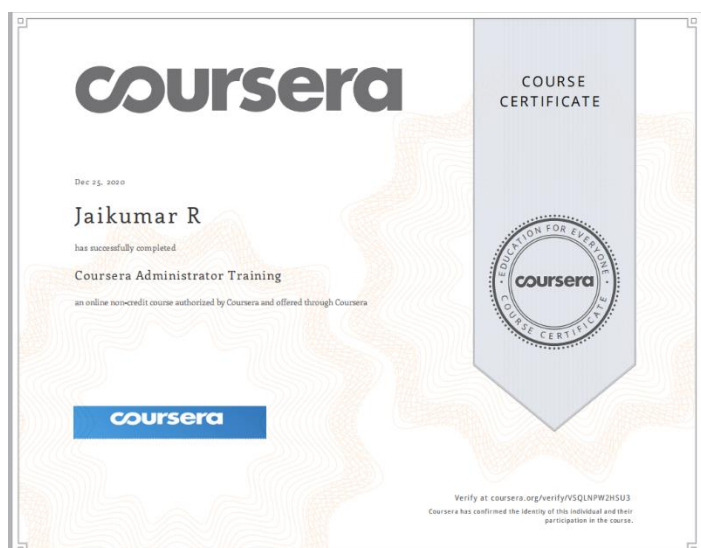 coursera
COURSE
CERTIFICATE
Dec 25, 2020
Jaikumar R
has successfully completed
Coursera Administrator Training
an online non-credit course authorized by Coursera and offered through Coursera
EDUCATION FOR EVERYONE
coursera
COURSE CERTIFICATE
coursera
Verify at coursera.org/verify/VSQLNPW2HSU3
Coursera has confirmed the identity of this individual and their
participation in the course.